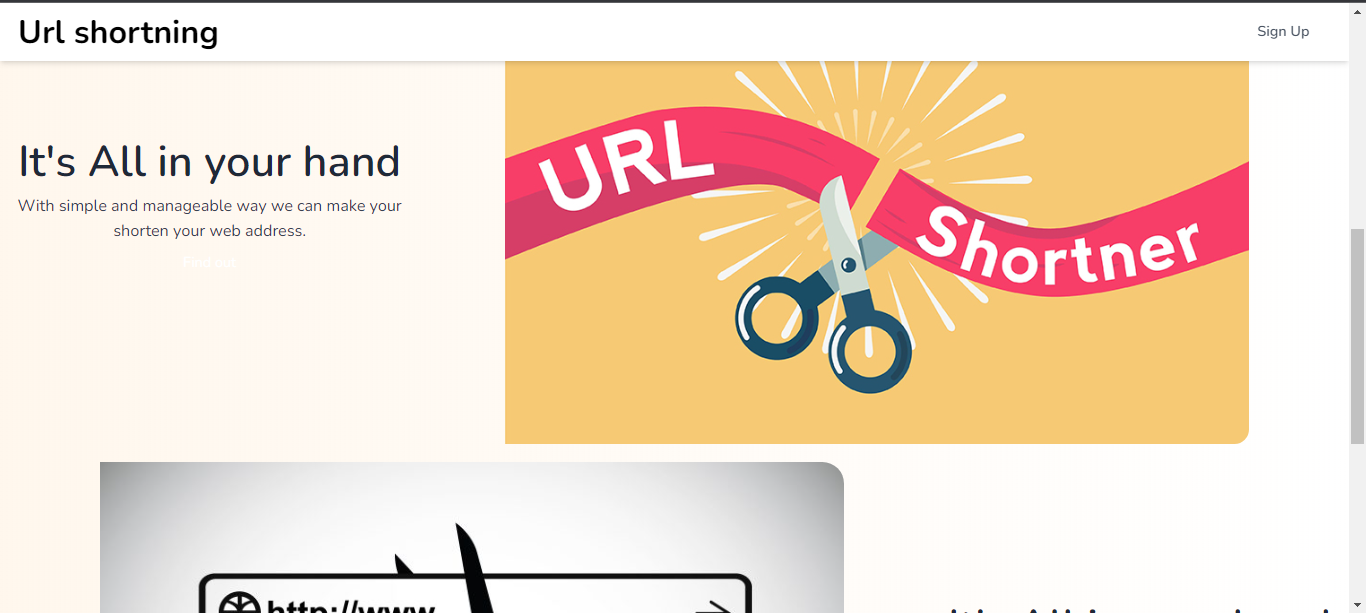 Url shortning
Sign Up
It's All in your hand
With simple and manageable way we can make your
shorten your web address.
Find out
URL
Shortner
http://www